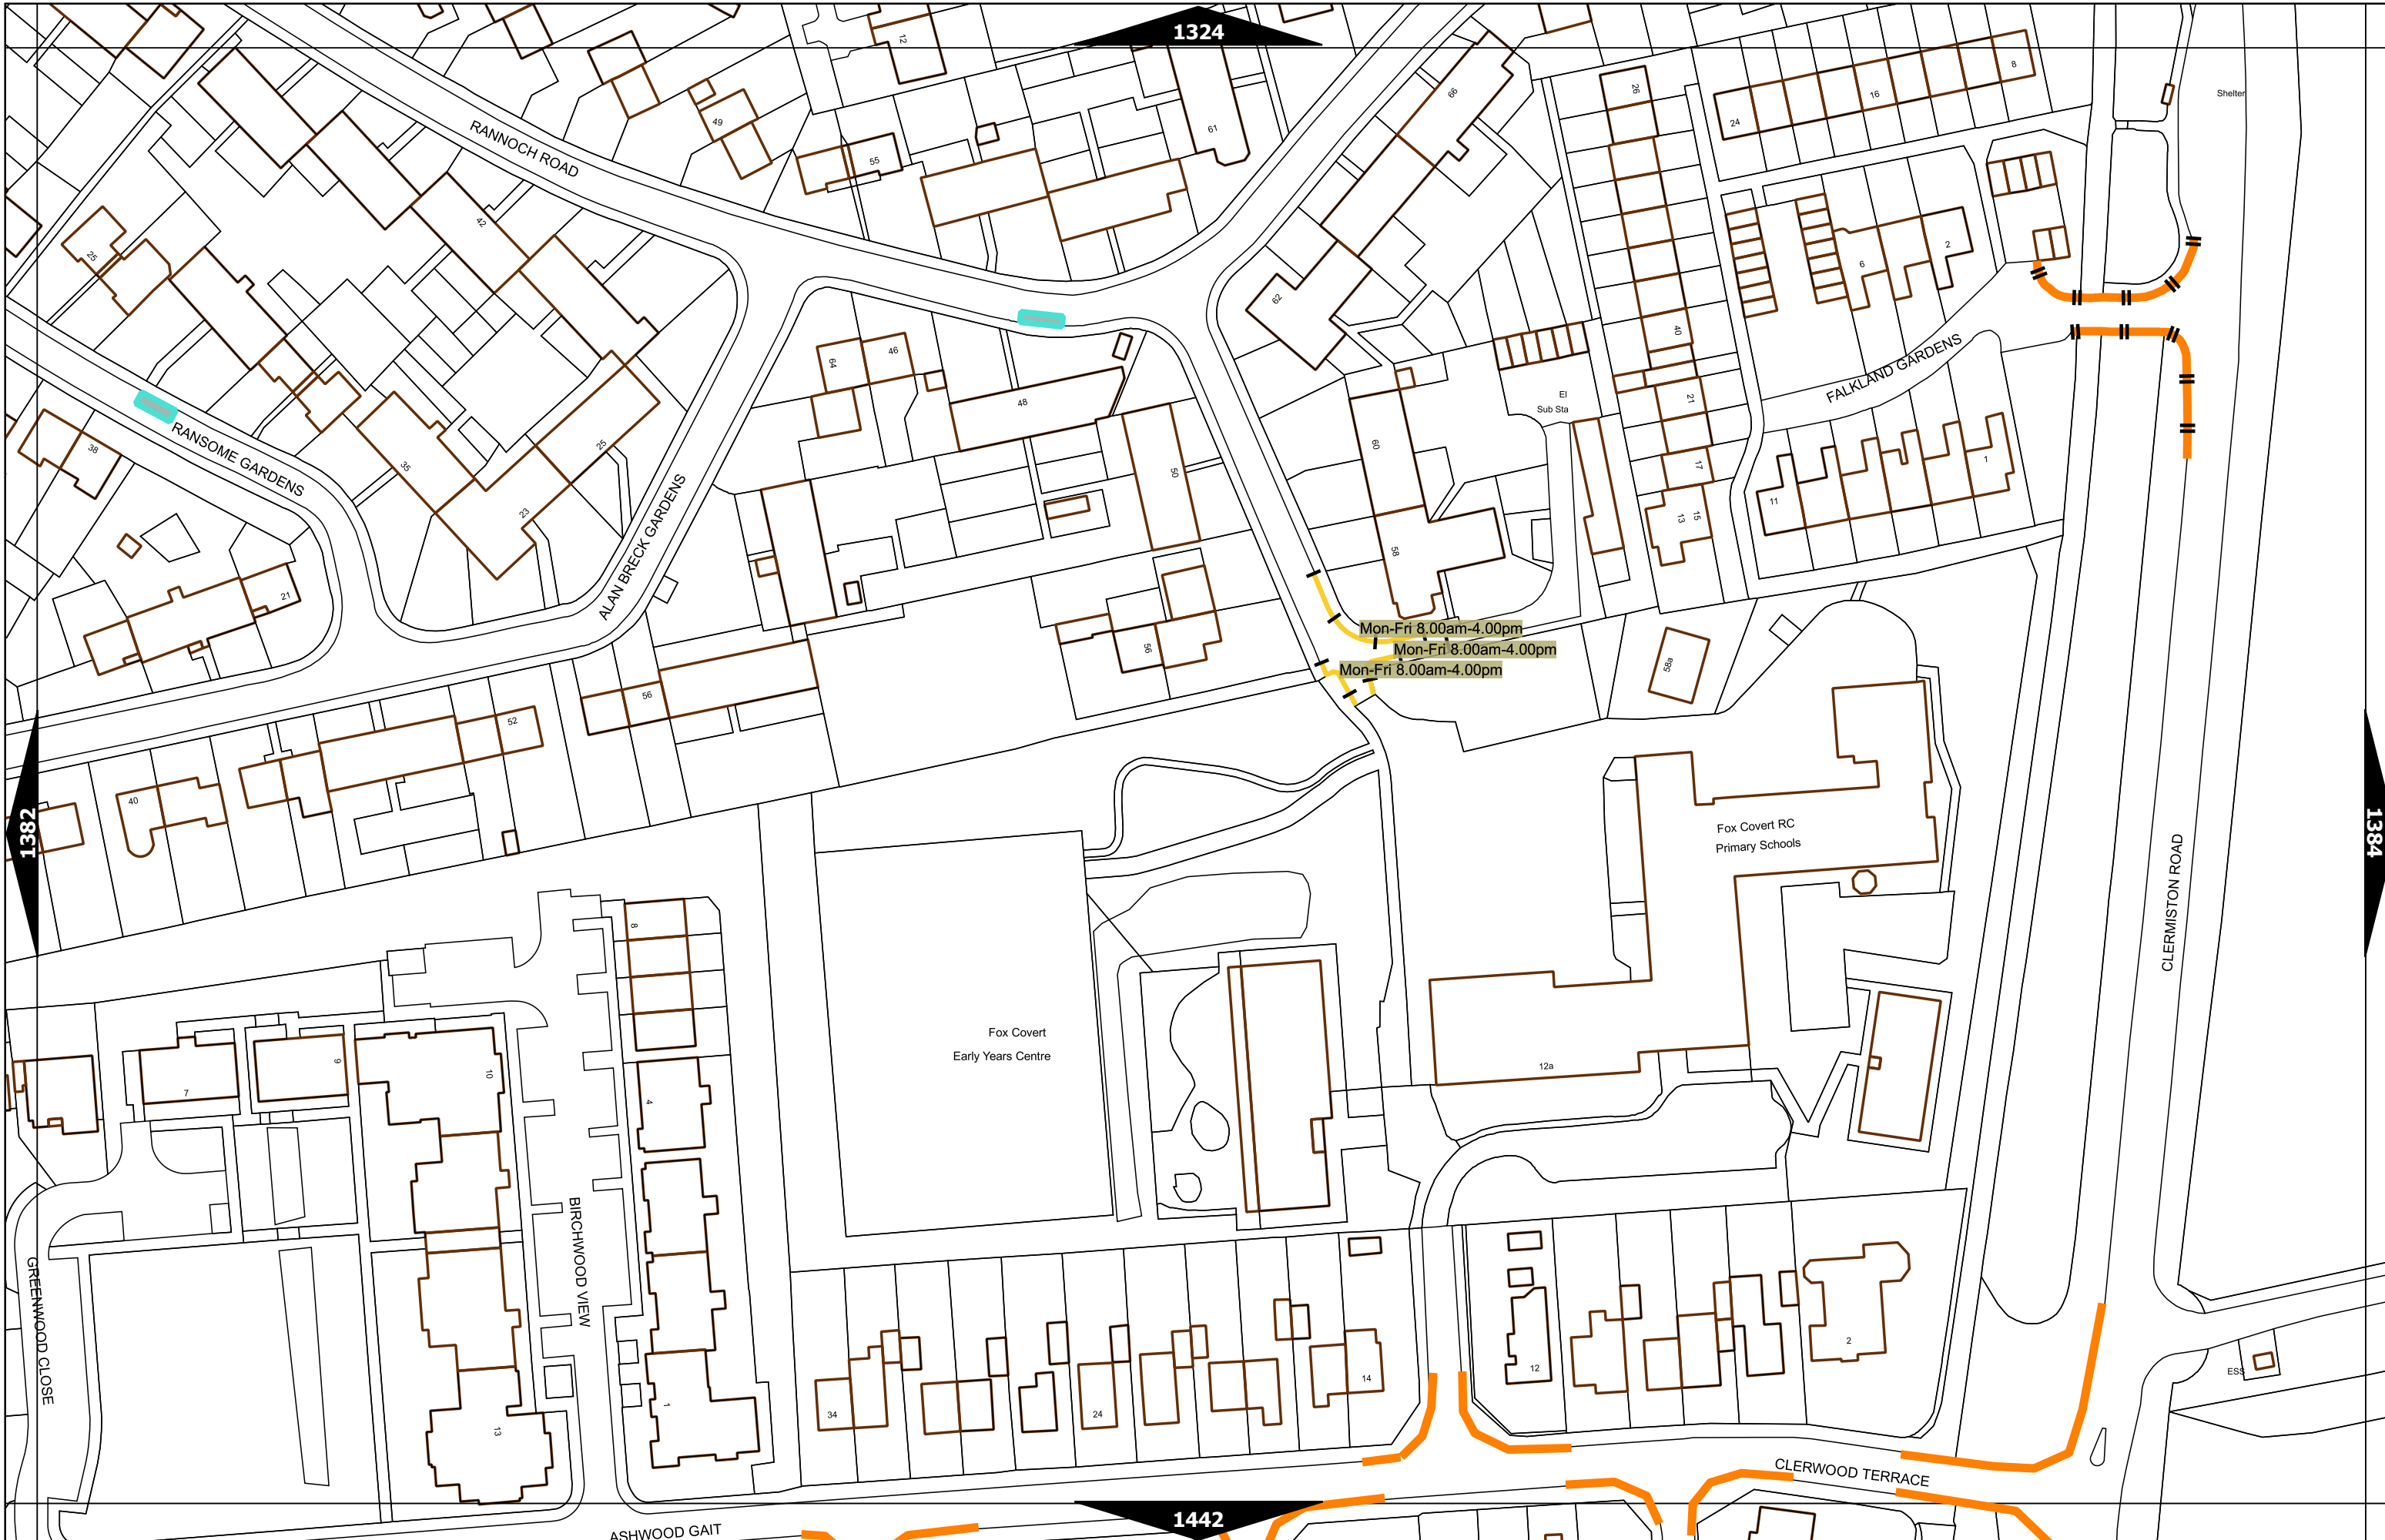 1324
12
66
26
8
16
24
Shelter
RANNOCH ROAD
49
55
61
42
25
2
6
62
40
FALKLAND GARDENS
64
46
48
El
Sub Sta
21
60
50
38
RANSOME GARDENS
35
25
17
1
11
15
13
23
58
ALAN BRECK GARDENS
21
56
Mon-Fri 8.00am-4.00pm
Mon-Fri 8.00am-4.00pm
Mon-Fri 8.00am-4.00pm
58a
56
52
40
1382
1384
Fox Covert RC
Primary Schools
CLERMISTON ROAD
8
Fox Covert
Early Years Centre
7
9
10
4
12a
BIRCHWOOD VIEW
GREENWOOD CLOSE
34
24
14
12
2
ESS
1
13
CLERWOOD TERRACE
1442
ASHWOOD GAIT